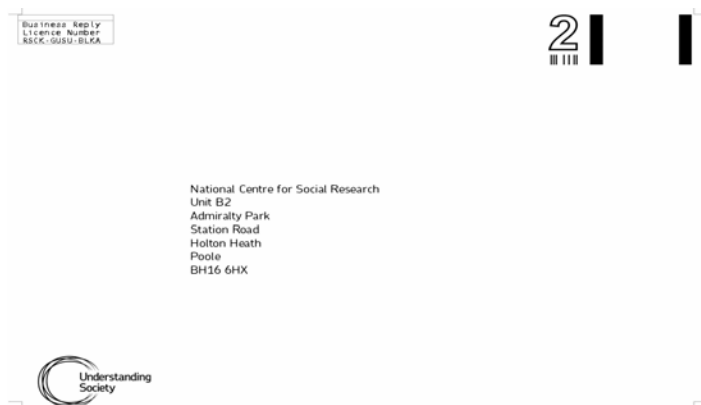 Business Reply
Licence Number
RSCK-GUSU-BLKA
2
National Centre for Social Research
Unit B2
Admiralty Park
Station Road
Holton Heath
Poole
BH16 6HX
Understanding
Society